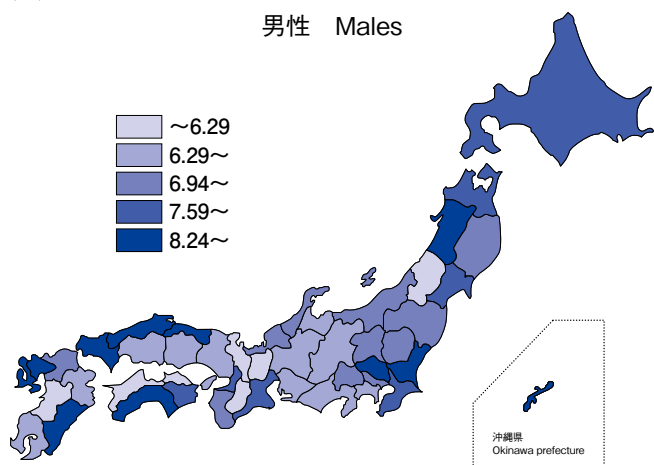 男性 Males
～6.29
6.29～
6.94～
7.59～
8.24～
沖縄県
Okinawa prefecture